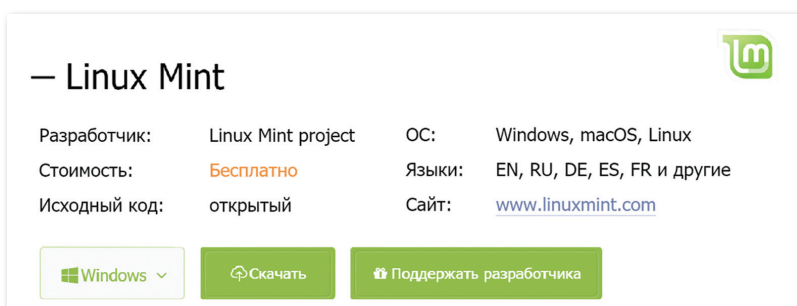 — Linux Mint
Разработчик: Linux Mint project ОС: Windows, macOS, Linux
Стоимость: Бесплатно Языки: EN, RU, DE, ES, FR и другие
Исходный код: открытый Сайт: www.linuxmint.com
Windows Скачать Поддержать разработчика